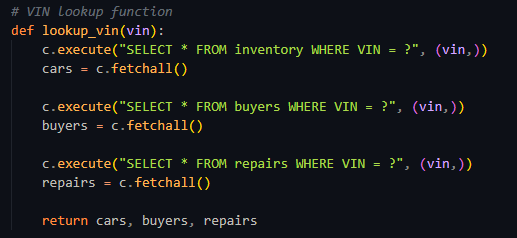 # VIN lookup function
def lookup_vin(vin):
    c.execute("SELECT * FROM inventory WHERE VIN = ?", (vin,))
    cars = c.fetchall()

    c.execute("SELECT * FROM buyers WHERE VIN = ?", (vin,))
    buyers = c.fetchall()

    c.execute("SELECT * FROM repairs WHERE VIN = ?", (vin,))
    repairs = c.fetchall()

    return cars, buyers, repairs